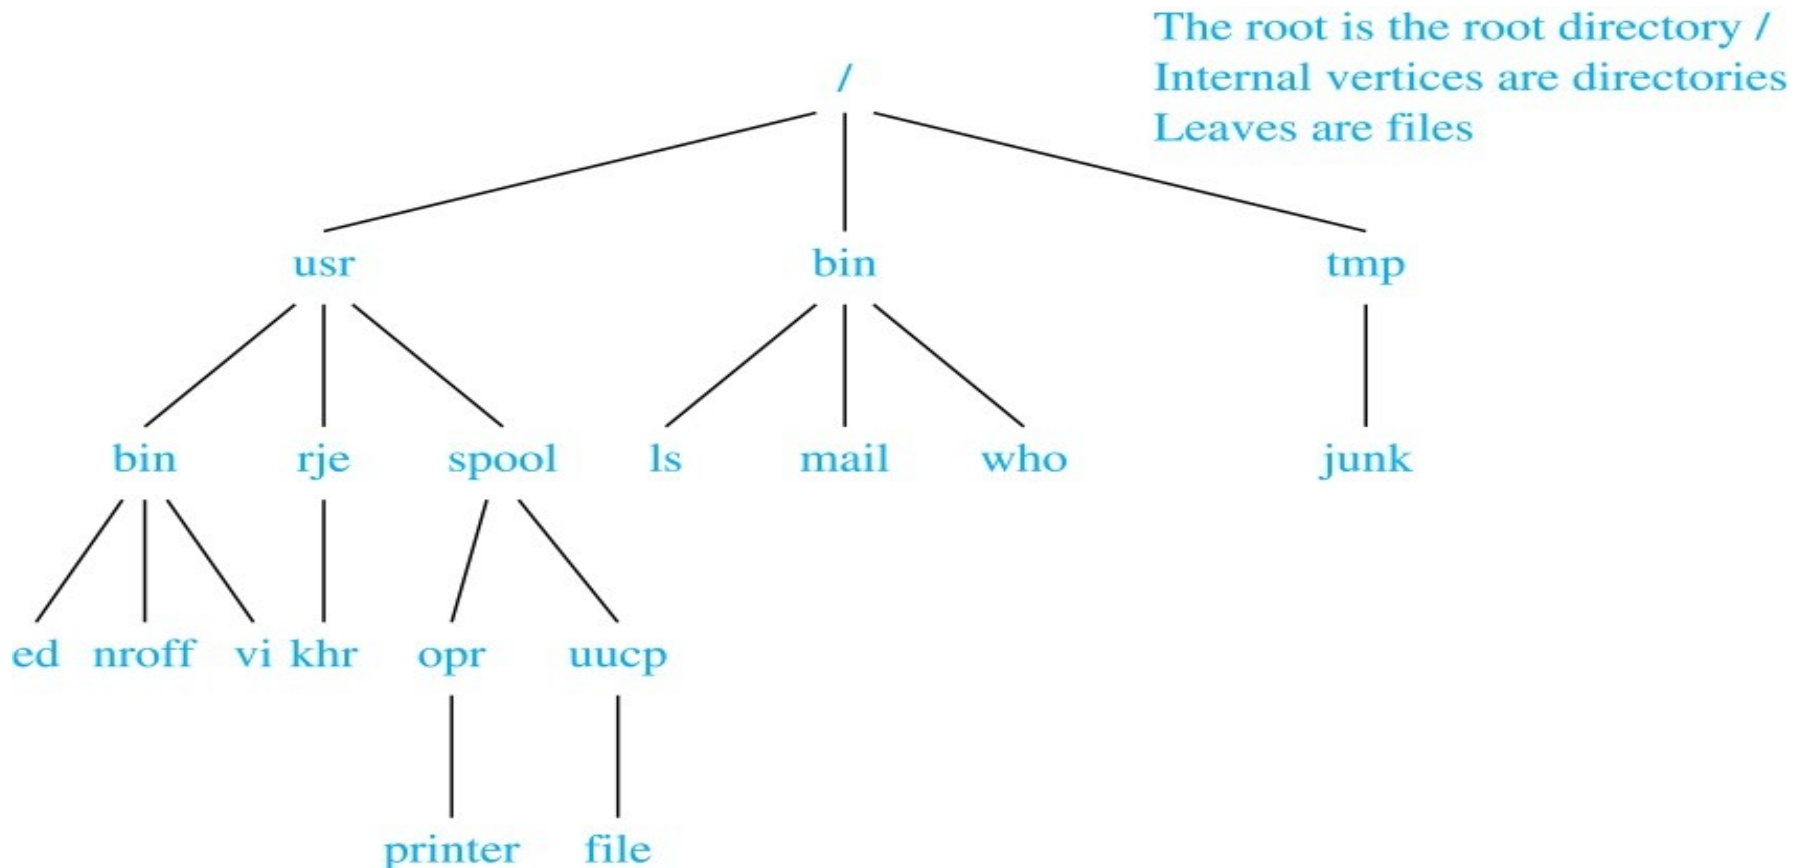 The root is the root directory /
Internal vertices are directories
Leaves are files
/
usr bin tmp
bin rje spool ls mail who junk
ed nroff vi khr opr uucp
printer file